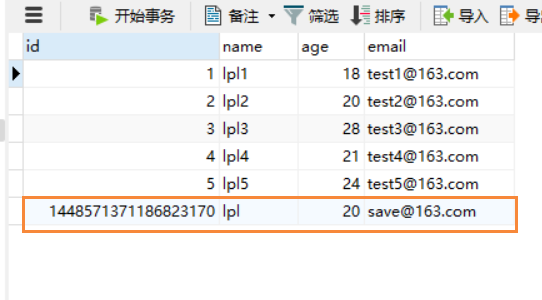 开始事务 备注 筛选 排序 导入
id name age email
1 lpl1 18 test1@163.com
2 lpl2 20 test2@163.com
3 lpl3 28 test3@163.com
4 lpl4 21 test4@163.com
5 lpl5 24 test5@163.com
1448571371186823170 lpl 20 save@163.com